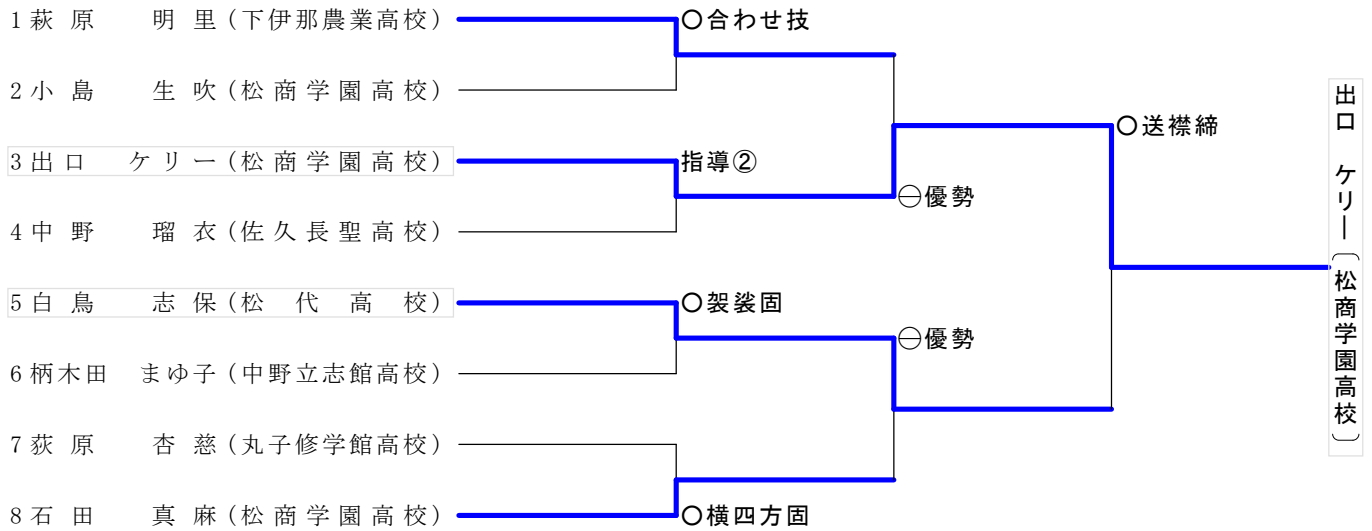 1 萩原 明里 (下伊那農業高校)
○合わせ技
2 小島 生吹 (松商学園高校)
○送襟締
3 出口 ケリー (松商学園高校)
指導②
㊀優勢
4 中野 瑠衣 (佐久長聖高校)
5 白鳥 志保 (松代高校)
○袈裟固
㊀優勢
6 柄木田 まゆ子 (中野立志館高校)
7 荻原 杏慈 (丸子修学館高校)
8 石田 真麻 (松商学園高校)
○横四方固
出口 ケリー (松商学園高校)